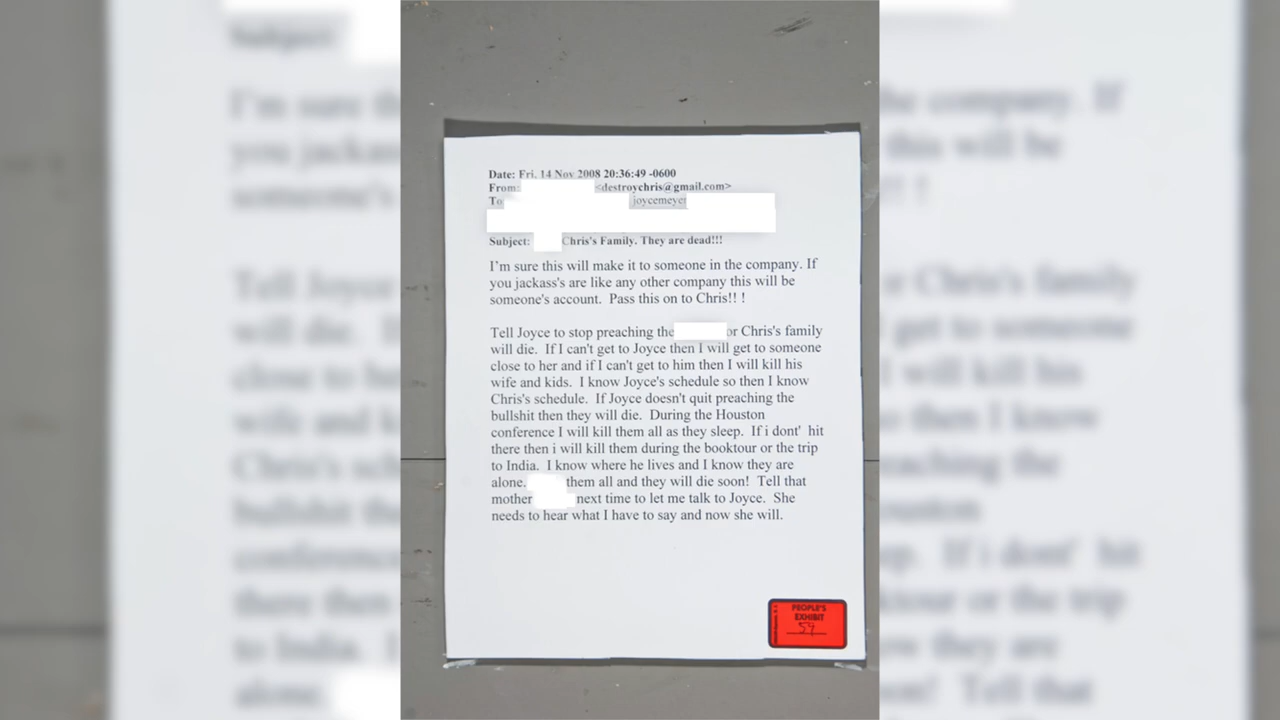 Date: Fri, 14 Nov 2008 20:36:49 -0600
From: <destroychris@gmail.com>
To joycemeyer
Subject: Chris's Family. They are dead!!!
I'm sure this will make it to someone in the company. If
you jackass's are like any other company this will be
someone's account. Pass this on to Chris!! !
Tell Joyce to stop preaching the or Chris's family
will die. If I can't get to Joyce then I will get to someone
close to her and if I can't get to him then I will kill his
wife and kids. I know Joyce's schedule so then I know
Chris's schedule. If Joyce doesn't quit preaching the
bullshit then they will die. During the Houston
conference I will kill them all as they sleep. If i dont' hit
there then i will kill them during the booktour or the trip
to India. I know where he lives and I know they are
alone. them all and they will die soon! Tell that
mother next time to let me talk to Joyce. She
needs to hear what I have to say and now she will.
PEOPLE'S
EXHIBIT
54